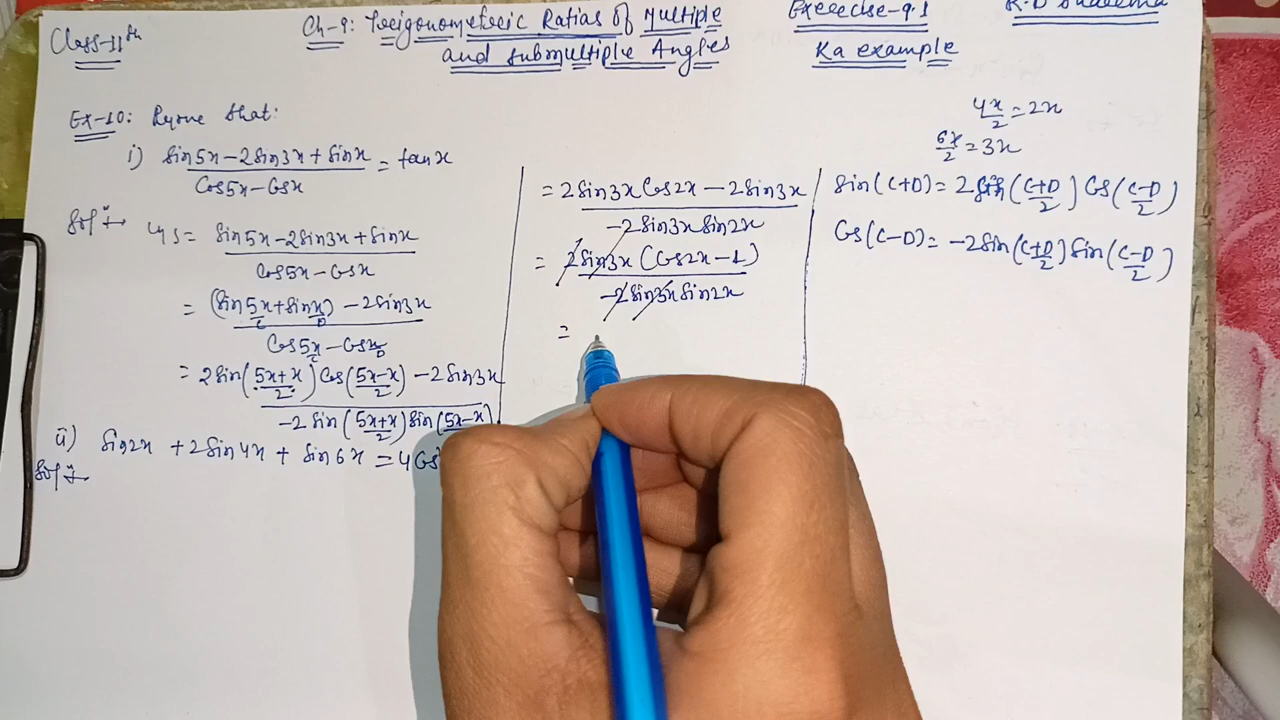 Class-11th
Ch-9: Trigonometric Ratios of Multiple
and Submultiple Angles
Exercise-9.1
Ka example
R.D Sharma
Ex-10: Prove that:
i) sin5x-2sin3x+sinx / cos5x-cosx = tanx
Sol:- LHS = sin5x-2sin3x+sinx / cos5x-cosx
= (sin5x+sinx)-2sin3x / cos5x-cosx
C D
C D
= 2sin(5x+x/2)cos(5x-x/2)-2sin3x / -2sin(5x+x/2)sin(5x-x/2)
ii) sin2x+2sin4x+sin6x=4cos
Sol:-
= 2sin3xcos2x-2sin3x / -2sin3xsin2x
= 2sin3x(cos2x-1) / -2sin3xsin2x
=
4x/2=2x
6x/2=3x
sin(C+D)=2sin(C+D/2)cos(C-D/2)
cos(C-D)=-2sin(C+D/2)sin(C-D/2)